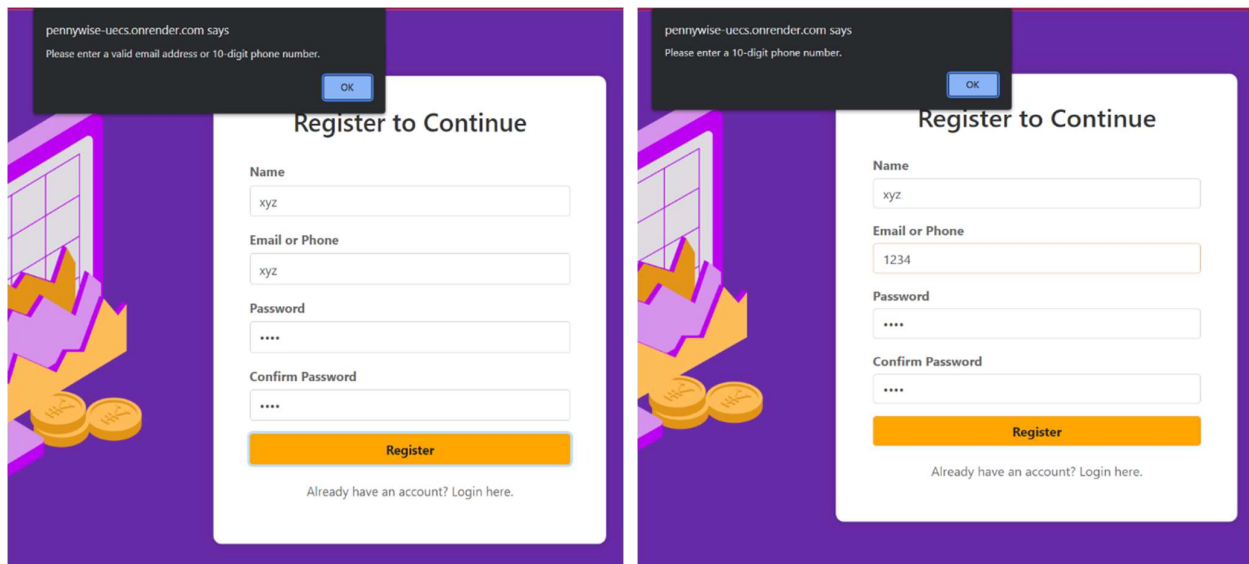 pennywise-uecs.onrender.com says
Please enter a valid email address or 10-digit phone number.
OK
Register to Continue
Name
xyz
Email or Phone
xyz
Password
••••
Confirm Password
••••
Register
Already have an account? Login here.
pennywise-uecs.onrender.com says
Please enter a 10-digit phone number.
OK
Register to Continue
Name
xyz
Email or Phone
1234
Password
••••
Confirm Password
••••
Register
Already have an account? Login here.